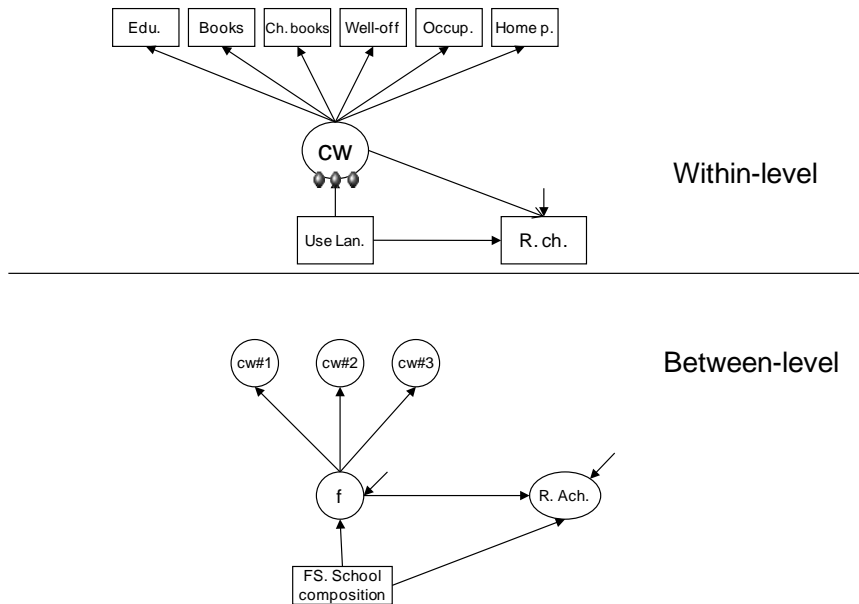 Edu. Books Ch. books Well-off Occup. Home p.
cw
Within-level
Use Lan. R. ch.
cw#1 cw#2 cw#3
Between-level
f R. Ach.
FS. School
composition